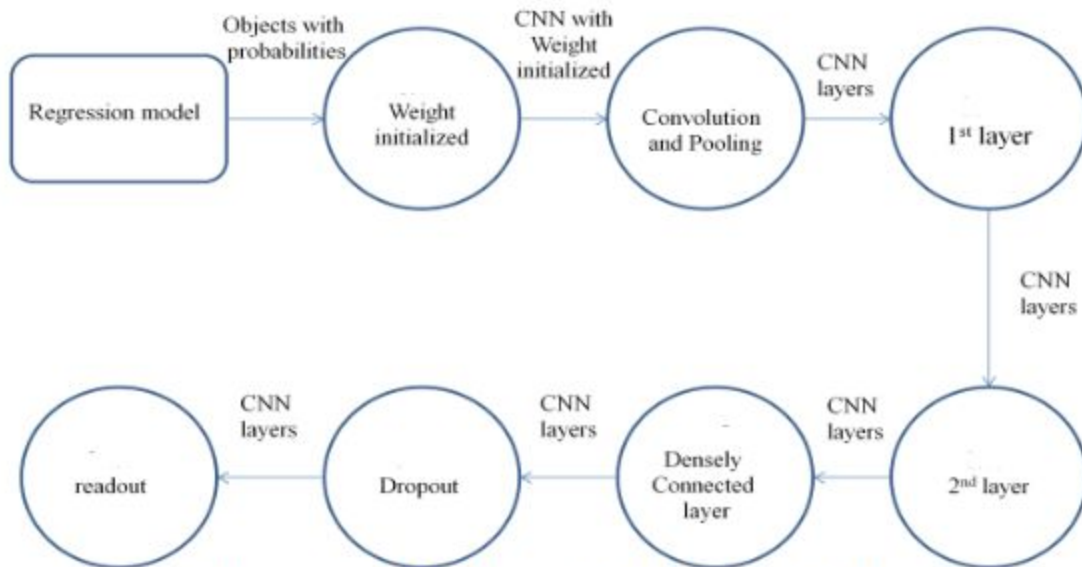 Objects with
probabilities
CNN with
Weight
initialized
CNN
layers
Regression model
Weight
initialized
Convolution
and Pooling
1st layer
CNN
layers
CNN
layers
CNN
layers
CNN
layers
readout
Dropout
Densely
Connected
layer
2nd layer